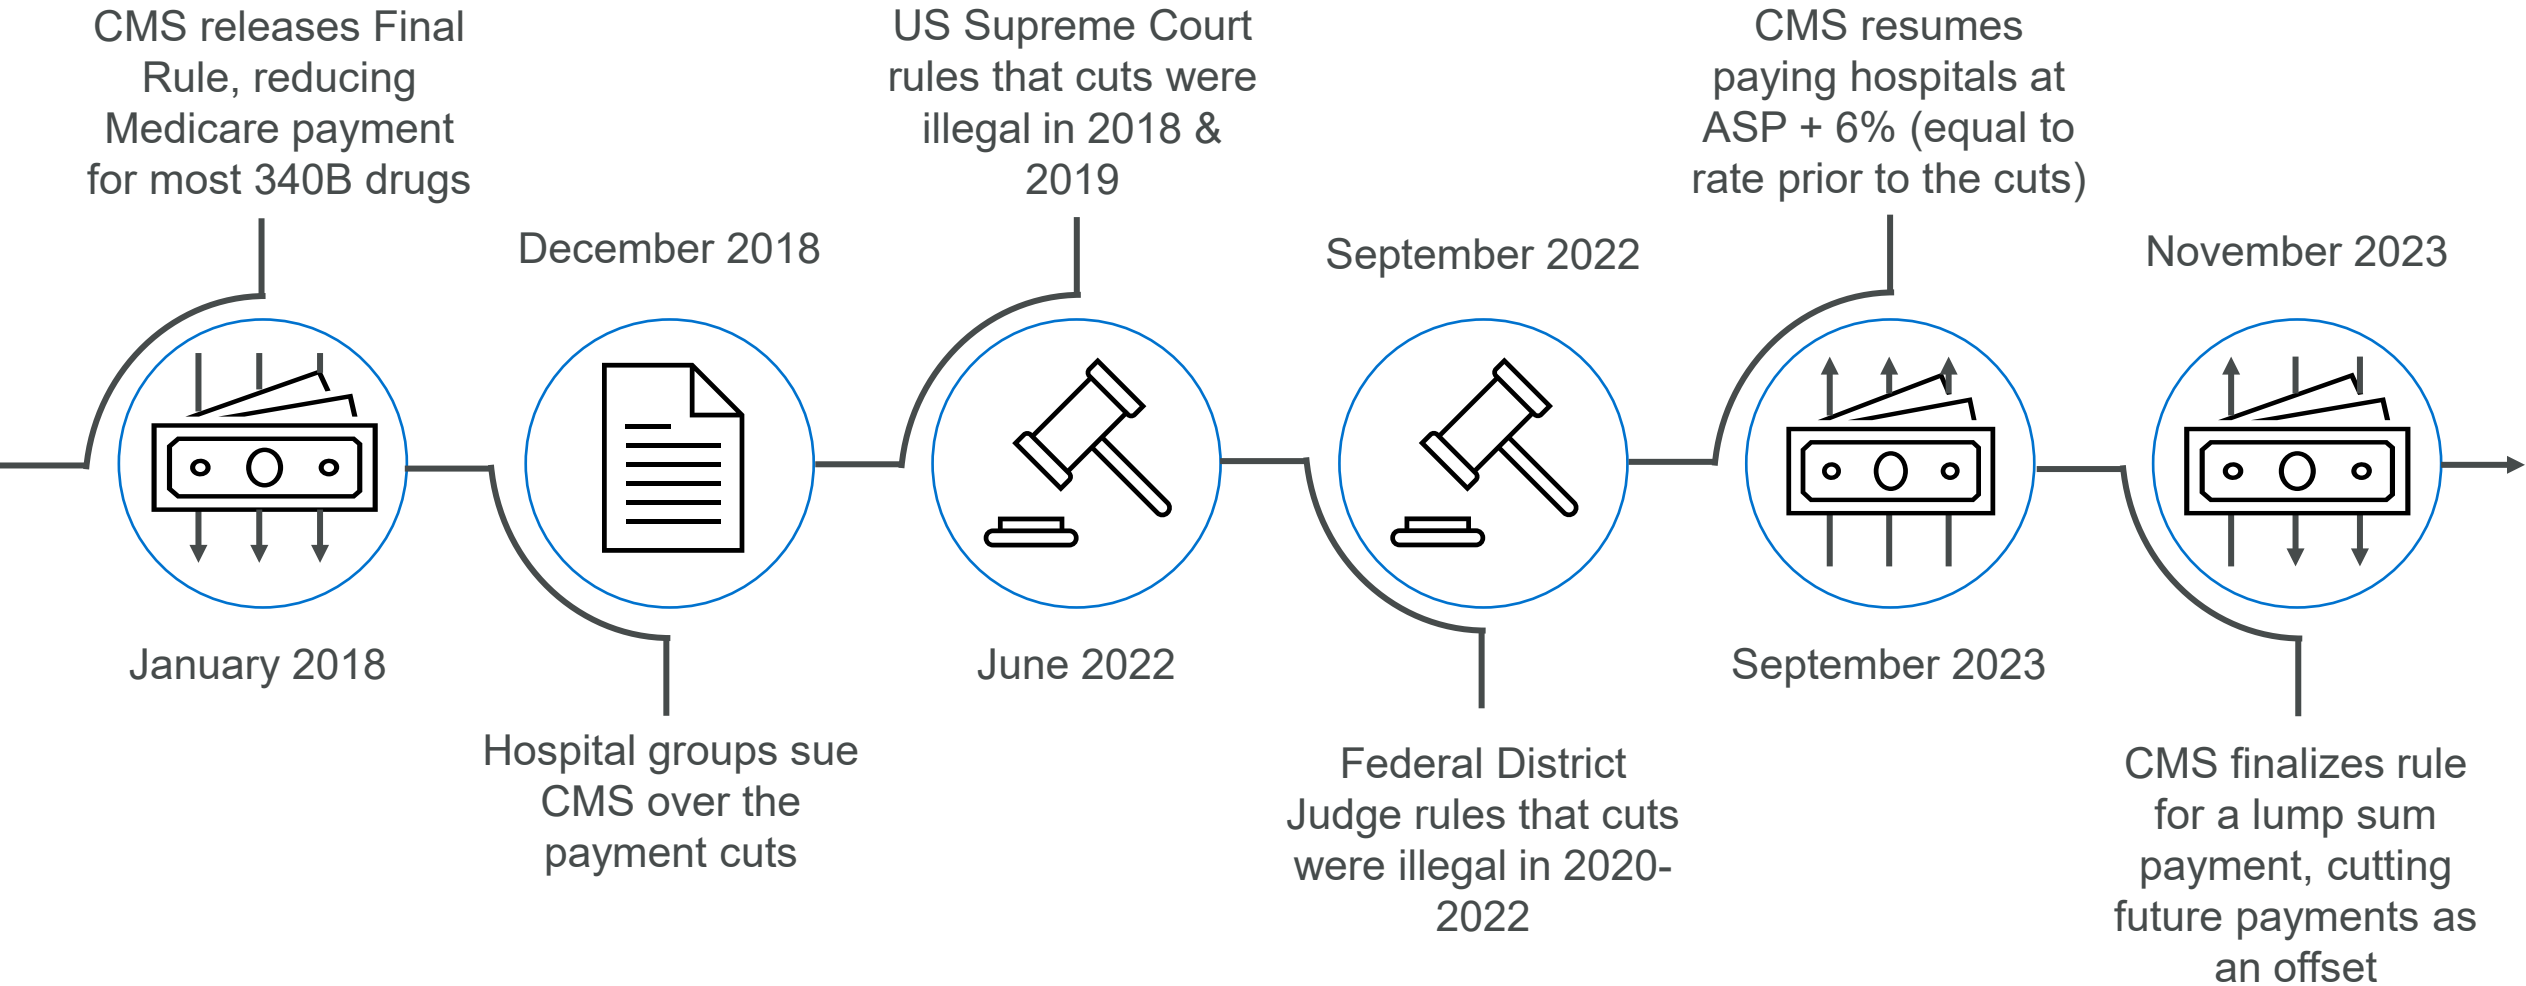 CMS releases Final
Rule, reducing
Medicare payment
for most 340B drugs
January 2018
December 2018
Hospital groups sue
CMS over the
payment cuts
US Supreme Court
rules that cuts were
illegal in 2018 &
2019
June 2022
September 2022
Federal District
Judge rules that cuts
were illegal in 2020-
2022
CMS resumes
paying hospitals at
ASP + 6% (equal to
rate prior to the cuts)
September 2023
November 2023
CMS finalizes rule
for a lump sum
payment, cutting
future payments as
an offset